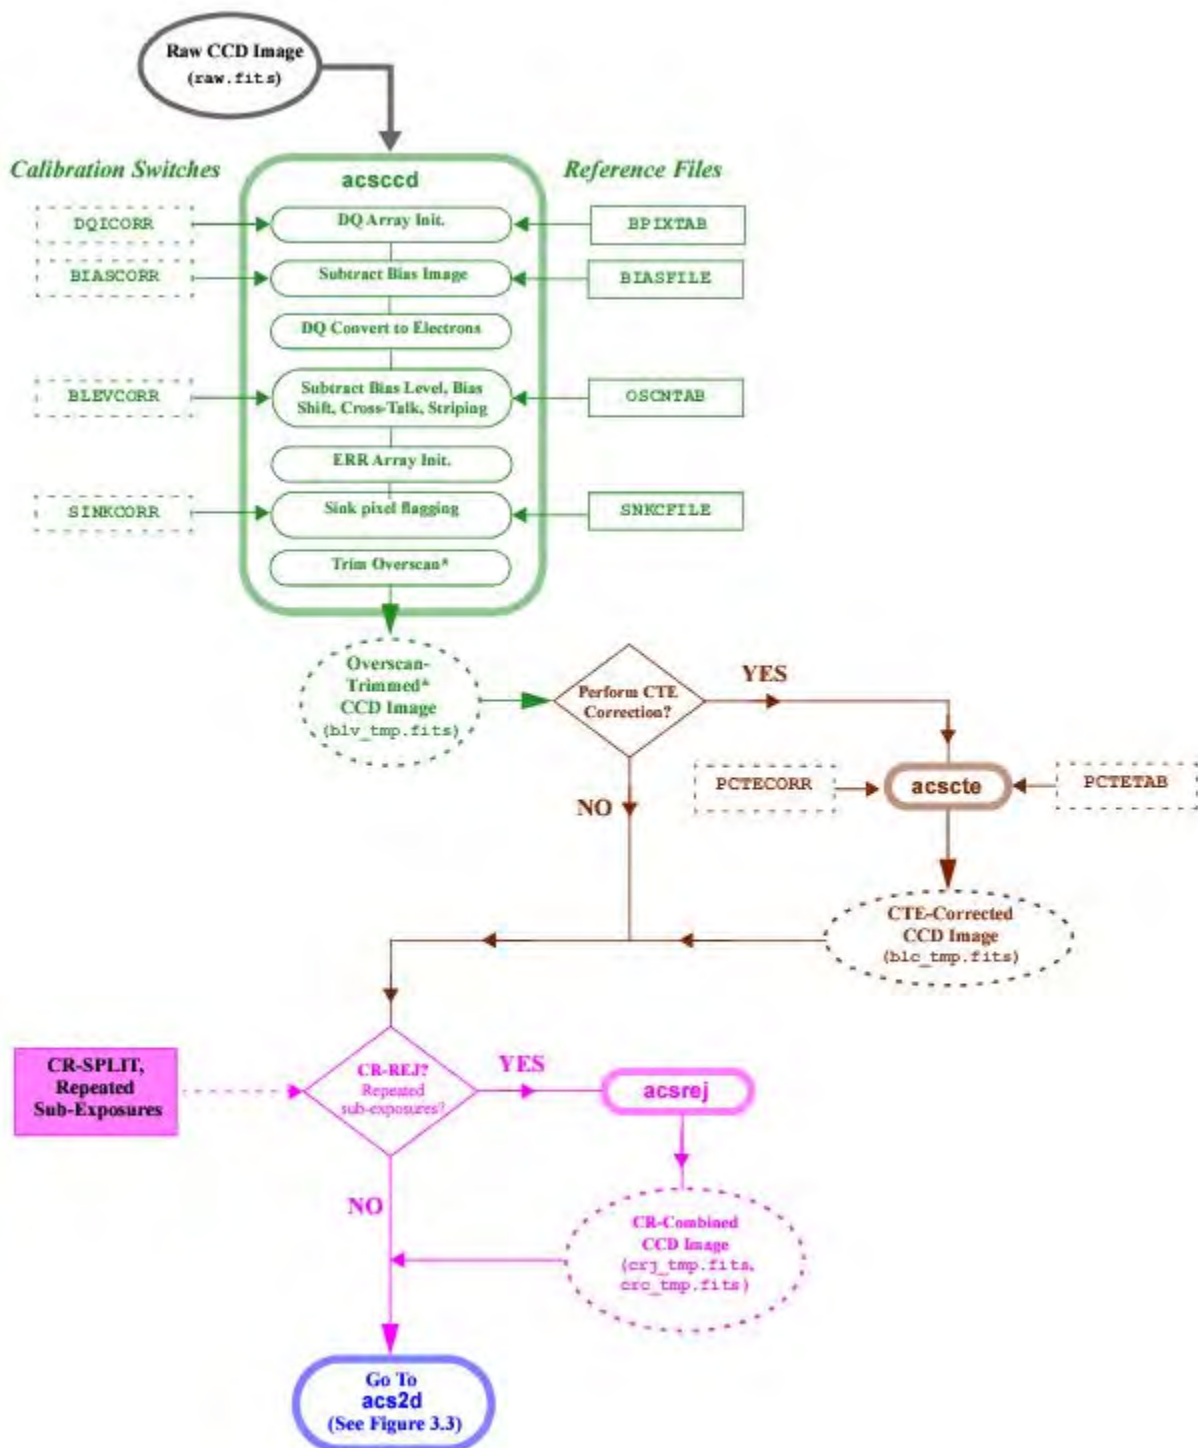 Raw CCD Image
(raw.fits)
Calibration Switches
Reference Files
acsccd
DQICORR
DQ Array Init.
BPIXTAB
BIASCORR
Subtract Bias Image
BIASFILE
DQ Convert to Electrons
BLEVCORR
Subtract Bias Level, Bias
Shift, Cross-Talk, Striping
OSCNTAB
ERR Array Init.
SINKCORR
Sink pixel flagging
SNKCFILE
Trim Overscan*
Overscan-
Trimmed*
CCD Image
(blv_tmp.fits)
Perform CTE
Correction?
YES
NO
PCTECORR
acscte
PCTETAB
CTE-Corrected
CCD Image
(blc_tmp.fits)
CR-SPLIT,
Repeated
Sub-Exposures
CR-REJ?
Repeated
sub-exposures?
YES
acsrej
NO
CR-Combined
CCD Image
(crj_tmp.fits,
crc_tmp.fits)
Go To
acs2d
(See Figure 3.3)